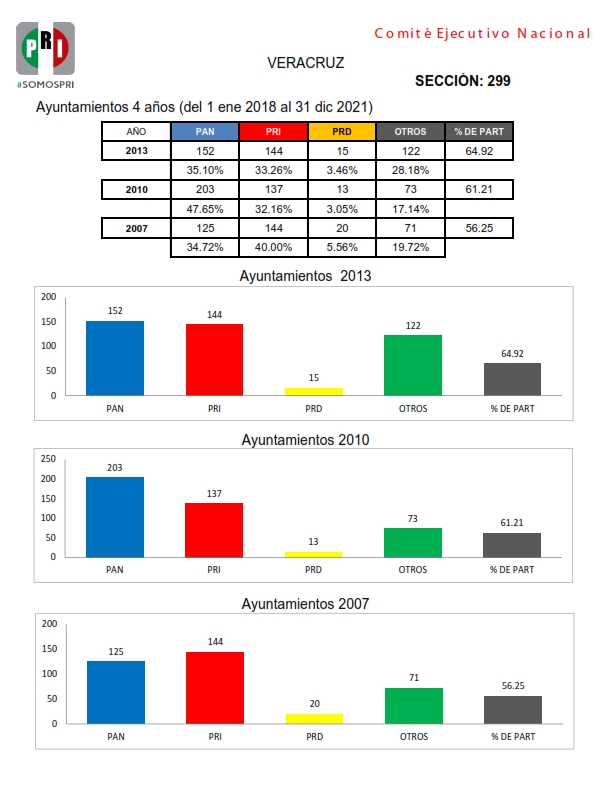 Comité Ejecutivo Nacional
PRI
#SOMOSPRI
VERACRUZ
SECCIÓN: 299
Ayuntamientos 4 años (del 1 ene 2018 al 31 dic 2021)
AÑO PAN PRI PRD OTROS % DE PART
2013 152 144 15 122 64.92
35.10% 33.26% 3.46% 28.18%
2010 203 137 13 73 61.21
47.65% 32.16% 3.05% 17.14%
2007 125 144 20 71 56.25
34.72% 40.00% 5.56% 19.72%
Ayuntamientos 2013
200
150
100
50
0
152 144 15 122 64.92
PAN PRI PRD OTROS % DE PART
Ayuntamientos 2010
250
200
150
100
50
0
203 137 13 73 61.21
PAN PRI PRD OTROS % DE PART
Ayuntamientos 2007
200
150
100
50
0
125 144 20 71 56.25
PAN PRI PRD OTROS % DE PART